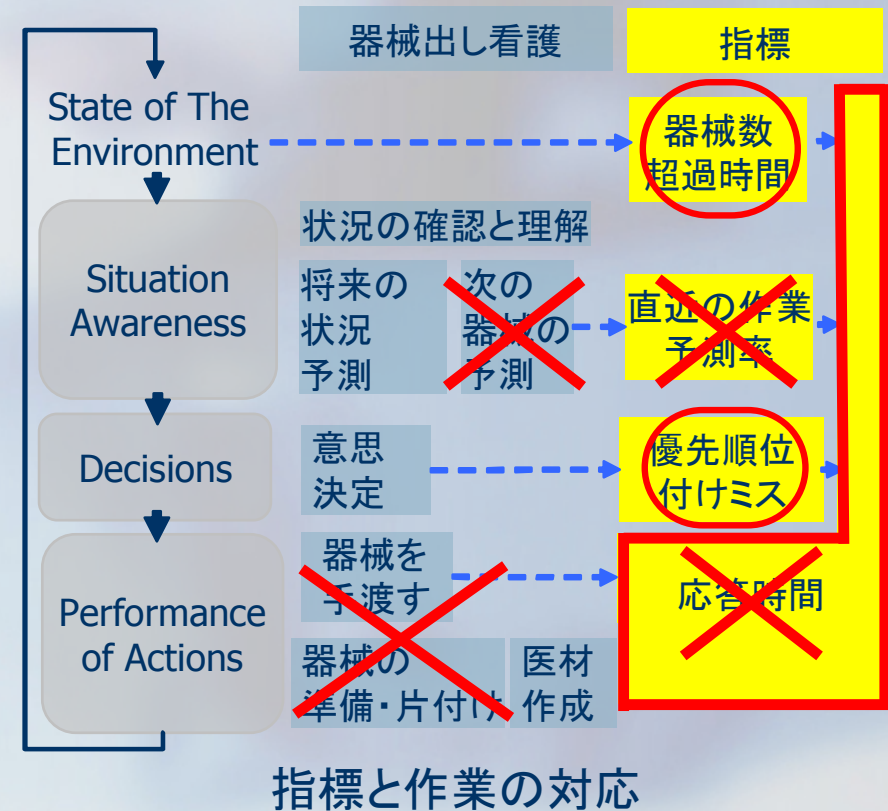 器械出し看護
指標
State of The
Environment
器械数
超過時間
状況の確認と理解
Situation
Awareness
将来の
状況
予測
次の
器械の
予測
直近の作業
予測率
Decisions
意思
決定
優先順位
付けミス
Performance
of Actions
器械を
手渡す
応答時間
器械の
準備・片付け
医材
作成
指標と作業の対応